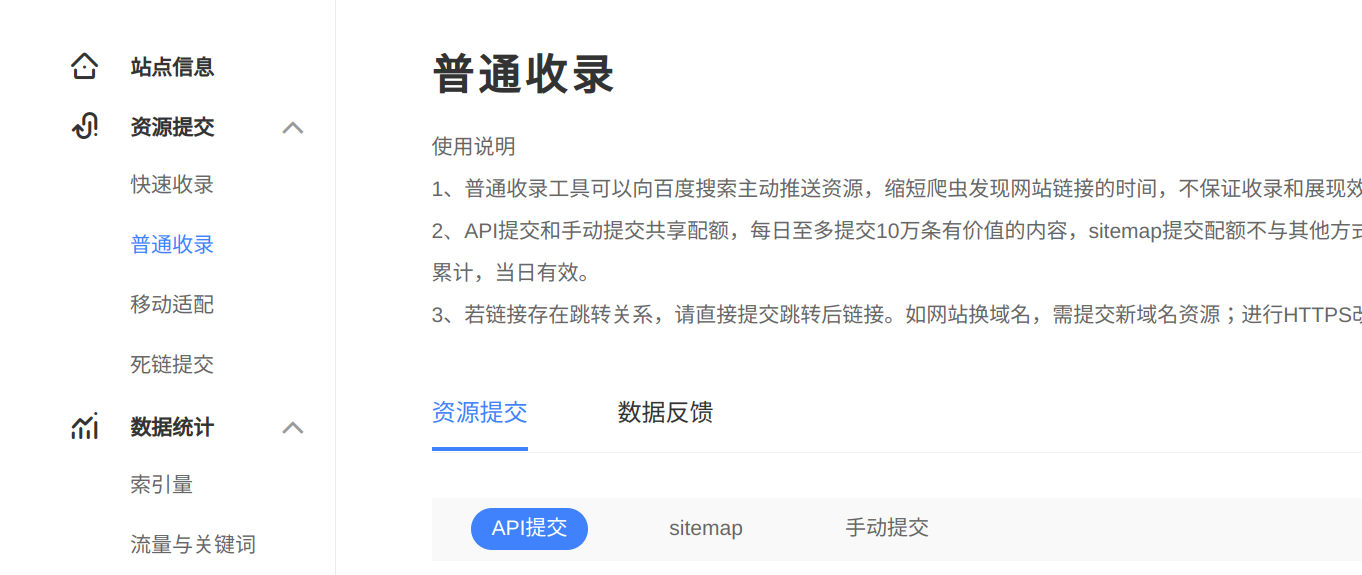 站点信息
资源提交
快速收录
普通收录
移动适配
死链提交
数据统计
索引量
流量与关键词
普通收录
使用说明
1、普通收录工具可以向百度搜索主动推送资源，缩短爬虫发现网站链接的时间，不保证收录和展现效
2、API提交和手动提交共享配额，每日至多提交10万条有价值的内容，sitemap提交配额不与其他方式
累计，当日有效。
3、若链接存在跳转关系，请直接提交跳转后链接。如网站换域名，需提交新域名资源；进行HTTPS改
资源提交 数据反馈
API提交 sitemap 手动提交